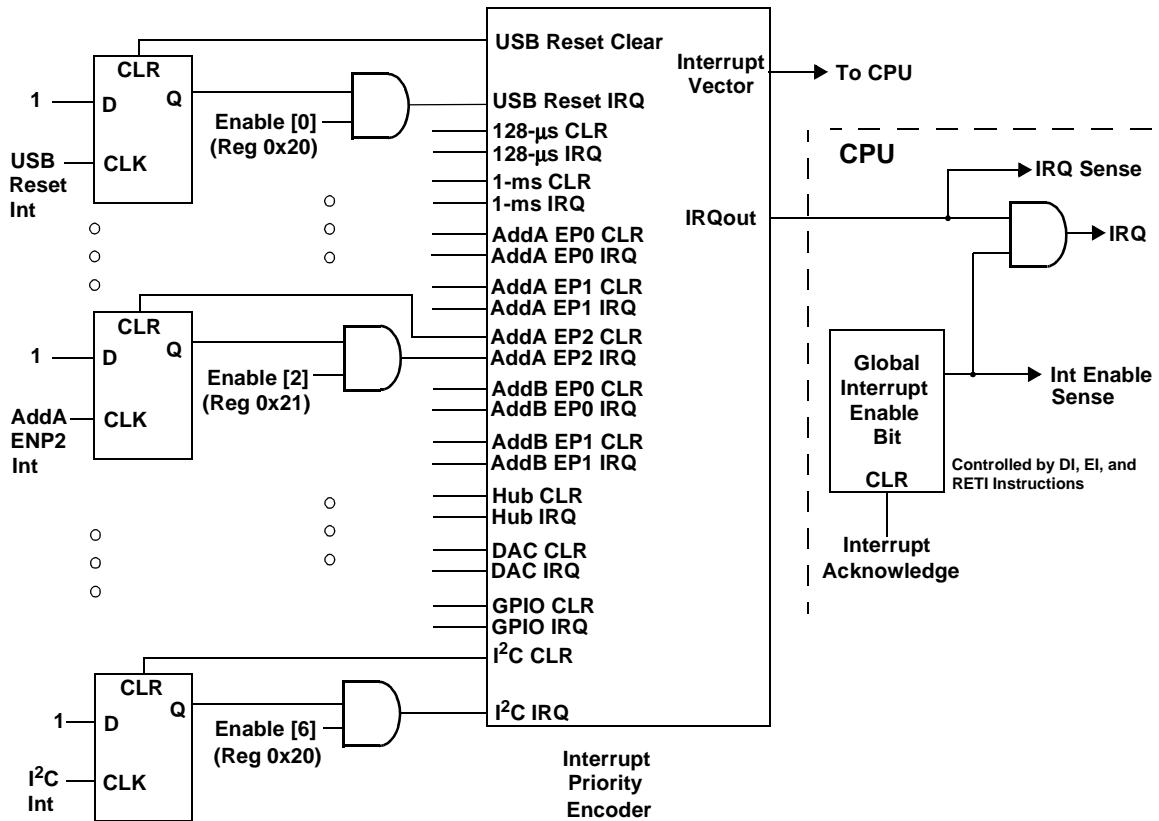 CLR
D
Q
CLK
1
USB
Reset
Int
Enable [0]
(Reg 0x20)
CLR
D
Q
CLK
1
AddA
ENP2
Int
Enable [2]
(Reg 0x21)
CLR
D
Q
CLK
1
I²C
Int
Enable [6]
(Reg 0x20)
USB Reset Clear
USB Reset IRQ
128-μs CLR
128-μs IRQ
1-ms CLR
1-ms IRQ
AddA EP0 CLR
AddA EP0 IRQ
AddA EP1 CLR
AddA EP1 IRQ
AddA EP2 CLR
AddA EP2 IRQ
AddB EP0 CLR
AddB EP0 IRQ
AddB EP1 CLR
AddB EP1 IRQ
Hub CLR
Hub IRQ
DAC CLR
DAC IRQ
GPIO CLR
GPIO IRQ
I²C CLR
I²C IRQ
Interrupt
Vector
IRQout
Interrupt
Priority
Encoder
To CPU
CPU
IRQ Sense
IRQ
Global
Interrupt
Enable
Bit
CLR
Int Enable
Sense
Controlled by DI, EI, and
RETI Instructions
Interrupt
Acknowledge